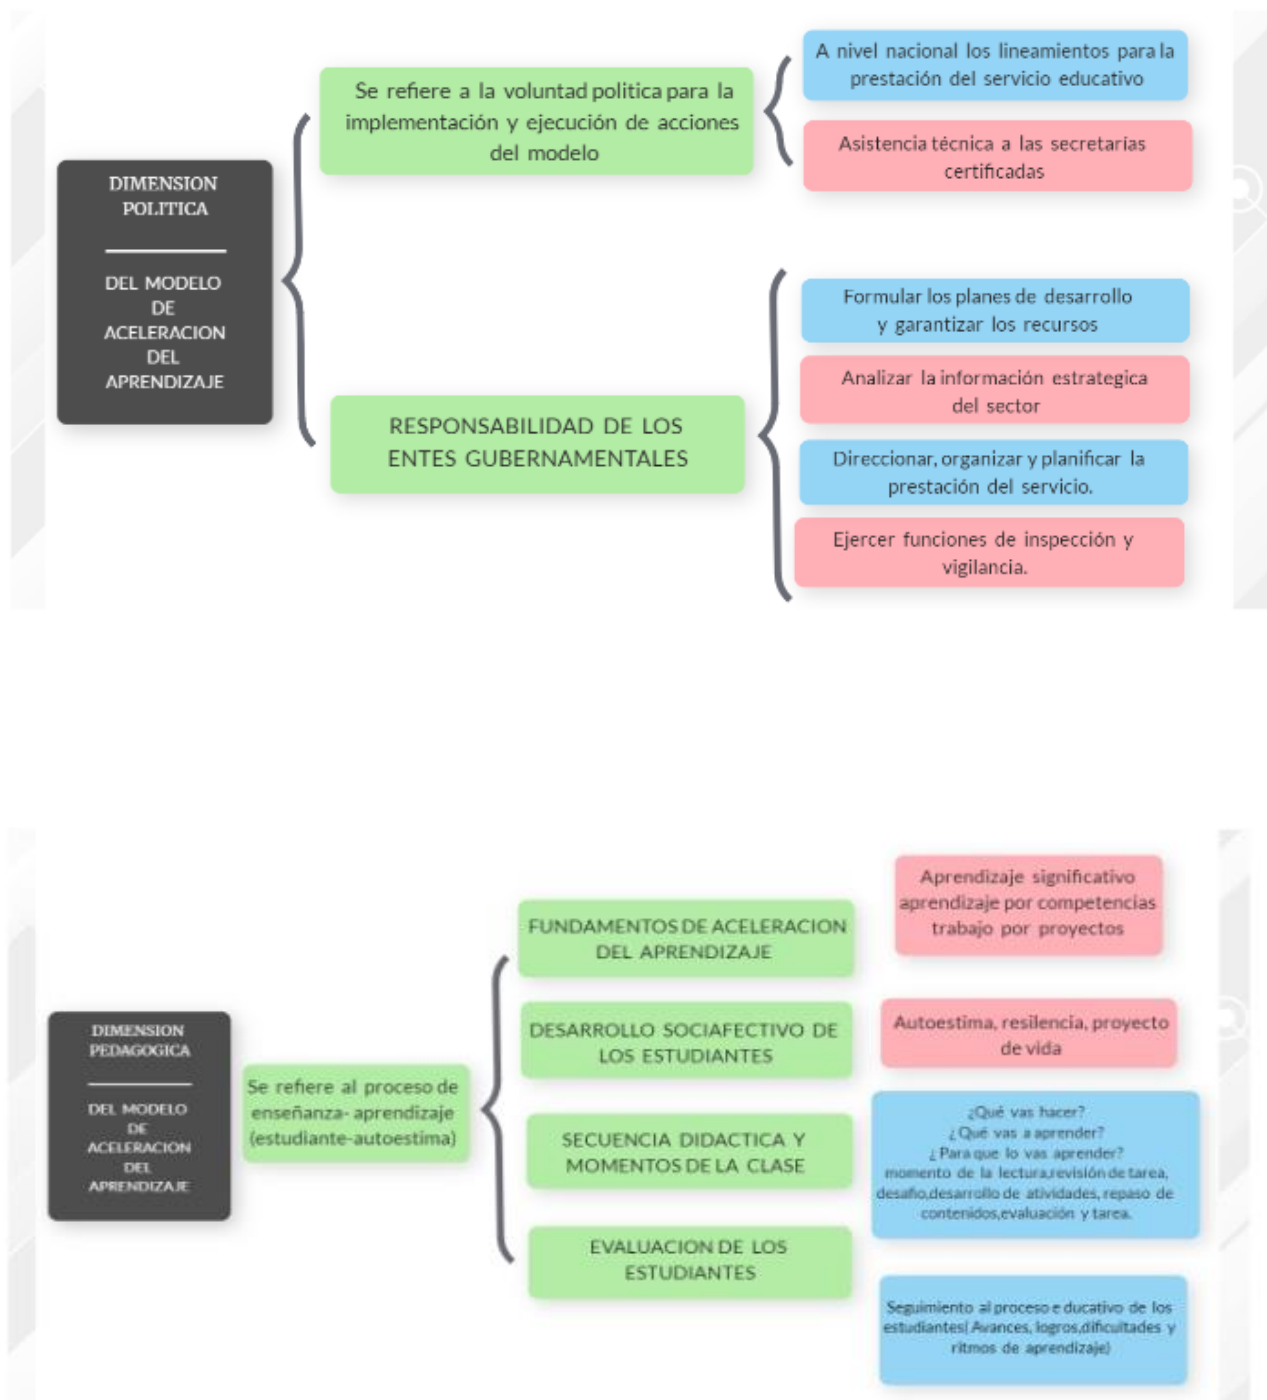 DIMENSION
POLITICA
DEL MODELO
DE
ACELERACION
DEL
APRENDIZAJE
Se refiere a la voluntad politica para la
implementación y ejecución de acciones
del modelo
A nivel nacional los lineamientos para la
prestación del servicio educativo
Asistencia técnica a las secretarías
certificadas
RESPONSABILIDAD DE LOS
ENTES GUBERNAMENTALES
Formular los planes de desarrollo
y garantizar los recursos
Analizar la información estrategica
del sector
Direccionar, organizar y planificar la
prestación del servicio.
Ejercer funciones de inspección y
vigilancia.
DIMENSION
PEDAGOGICA
DEL MODELO
DE
ACELERACION
DEL
APRENDIZAJE
Se refiere al proceso de
enseñanza- aprendizaje
(estudiante-autoestima)
FUNDAMENTOS DE ACELERACION
DEL APRENDIZAJE
Aprendizaje significativo
aprendizaje por competencias
trabajo por proyectos
DESARROLLO SOCIAFECTIVO DE
LOS ESTUDIANTES
Autoestima, resilencia, proyecto
de vida
SECUENCIA DIDACTICA Y
MOMENTOS DE LA CLASE
¿Qué vas hacer?
¿Qué vas a aprender?
¿Para que lo vas aprender?
momento de la lectura,revisión de tarea,
desafio,desarrollo de atividades, repaso de
contenidos,evaluación y tarea.
EVALUACION DE LOS
ESTUDIANTES
Seguimiento al proceso e ducativo de los
estudiantes( Avances, logros,dificultades y
ritmos de aprendizaje)